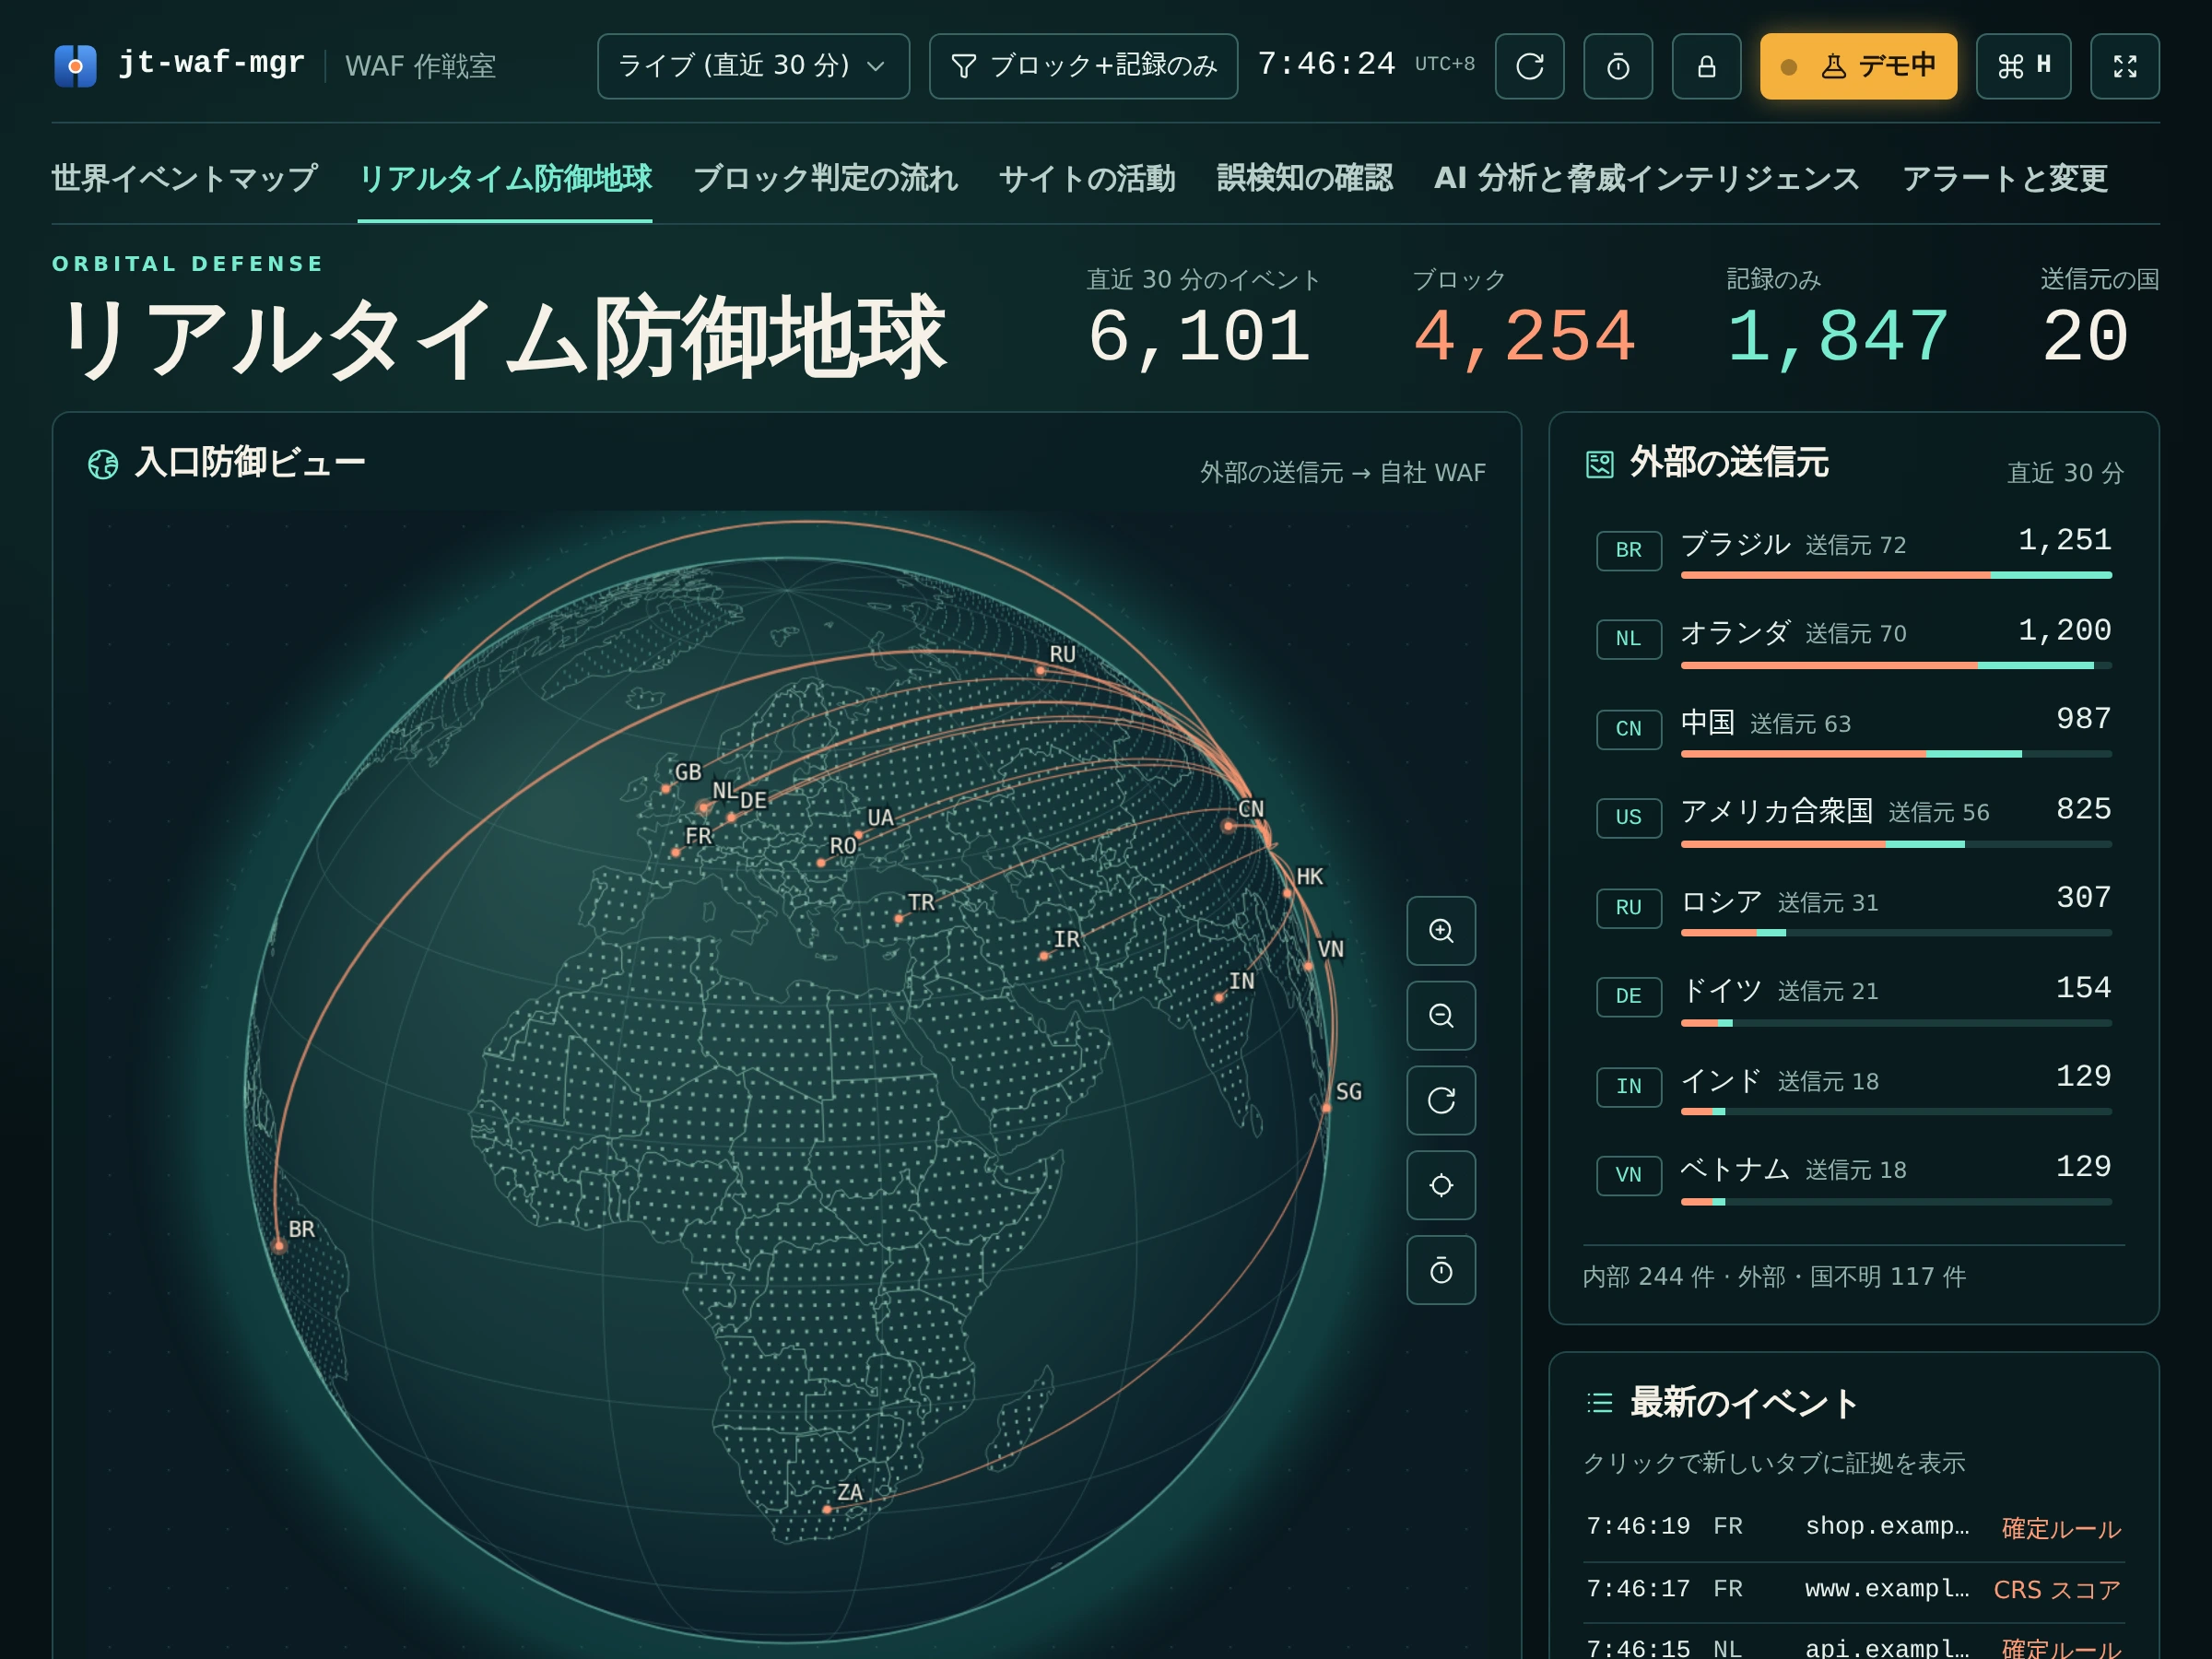 jt-waf-mgr WAF 作戦室 ライブ (直近 30 分) ブロック+記録のみ 7:46:24 UTC+8 デモ中 ⌘ H
世界イベントマップ リアルタイム防御地球 ブロック判定の流れ サイトの活動 誤検知の確認 AI 分析と脅威インテリジェンス アラートと変更
ORBITAL DEFENSE
リアルタイム防御地球
直近 30 分のイベント ブロック 記録のみ 送信元の国
6,101 4,254 1,847 20
入口防御ビュー 外部の送信元 → 自社 WAF
RU
GB
NL
DE
CN
UA
FR
RO
HK
TR
IR
VN
IN
SG
BR
ZA
外部の送信元 直近 30 分
BR ブラジル 送信元 72 1,251
NL オランダ 送信元 70 1,200
CN 中国 送信元 63 987
US アメリカ合衆国 送信元 56 825
RU ロシア 送信元 31 307
DE ドイツ 送信元 21 154
IN インド 送信元 18 129
VN ベトナム 送信元 18 129
内部 244 件 · 外部・国不明 117 件
最新のイベント
クリックで新しいタブに証拠を表示
7:46:19 FR shop.examp… 確定ルール
7:46:17 FR www.exampl… CRS スコア
7:46:15 NL api.exampl… 確定ルール